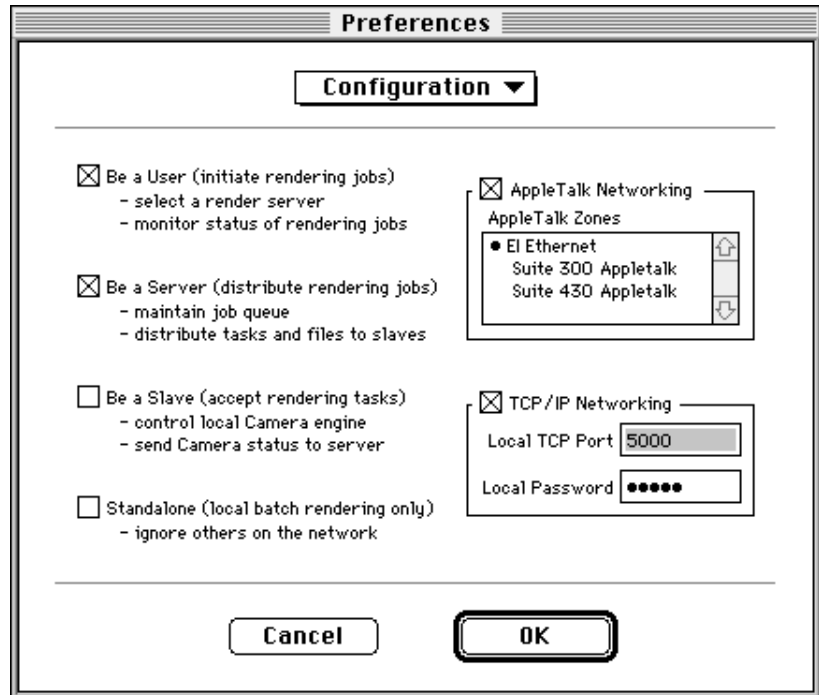 Preferences
Configuration
Be a User (initiate rendering jobs)
- select a render server
- monitor status of rendering jobs
Be a Server (distribute rendering jobs)
- maintain job queue
- distribute tasks and files to slaves
Be a Slave (accept rendering tasks)
- control local Camera engine
- send Camera status to server
Standalone (local batch rendering only)
- ignore others on the network
AppleTalk Networking
AppleTalk Zones
EI Ethernet
Suite 300 Appletalk
Suite 430 Appletalk
TCP/IP Networking
Local TCP Port 5000
Local Password •••••
Cancel
OK